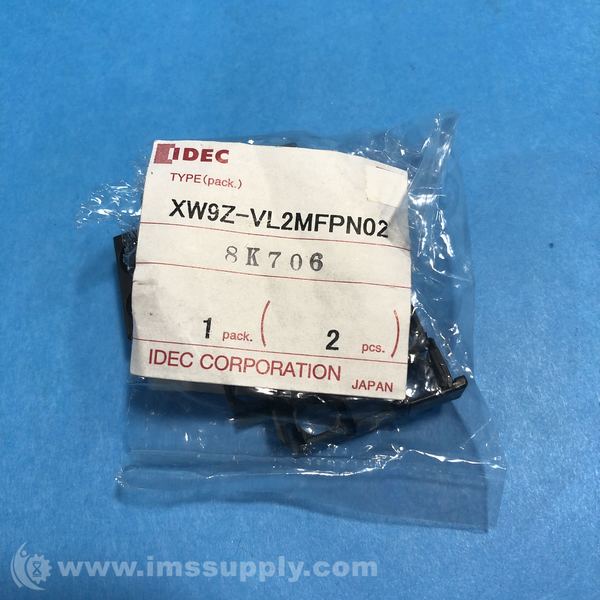 IDEC
TYPE(pack.)
XW9Z-VL2MFPN02
8K706
1 pack. ( 2 pcs. )
IDEC CORPORATION
JAPAN
www.imssupply.com